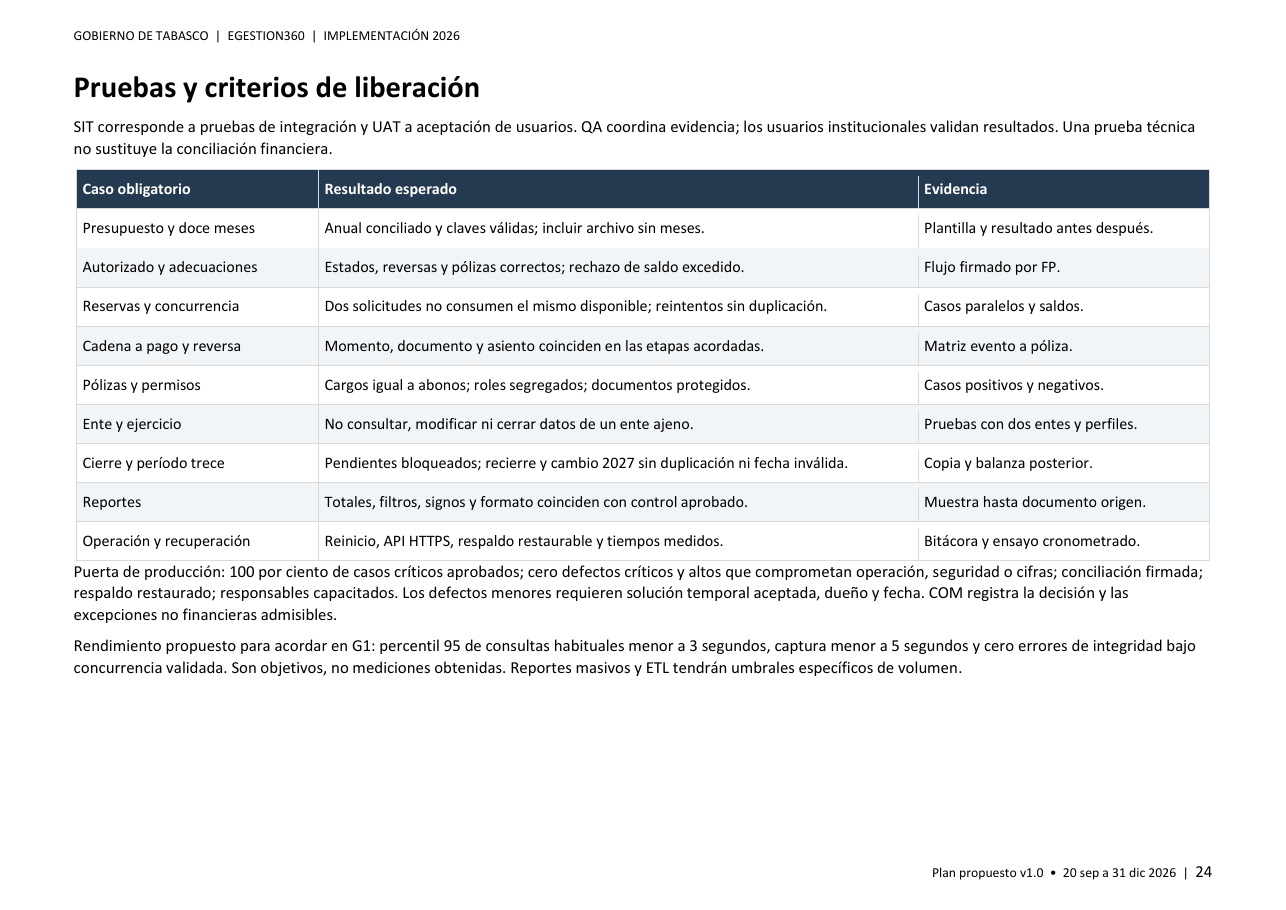 GOBIERNO DE TABASCO | EGESTION360 | IMPLEMENTACIÓN 2026
Pruebas y criterios de liberación
SIT corresponde a pruebas de integración y UAT a aceptación de usuarios. QA coordina evidencia; los usuarios institucionales validan resultados. Una prueba técnica
no sustituye la conciliación financiera.
Caso obligatorio Resultado esperado Evidencia
Presupuesto y doce meses Anual conciliado y claves válidas; incluir archivo sin meses. Plantilla y resultado antes después.
Autorizado y adecuaciones Estados, reversas y pólizas correctos; rechazo de saldo excedido. Flujo firmado por FP.
Reservas y concurrencia Dos solicitudes no consumen el mismo disponible; reintentos sin duplicación. Casos paralelos y saldos.
Cadena a pago y reversa Momento, documento y asiento coinciden en las etapas acordadas. Matriz evento a póliza.
Pólizas y permisos Cargos igual a abonos; roles segregados; documentos protegidos. Casos positivos y negativos.
Ente y ejercicio No consultar, modificar ni cerrar datos de un ente ajeno. Pruebas con dos entes y perfiles.
Cierre y período trece Pendientes bloqueados; recierre y cambio 2027 sin duplicación ni fecha inválida. Copia y balanza posterior.
Reportes Totales, filtros, signos y formato coinciden con control aprobado. Muestra hasta documento origen.
Operación y recuperación Reinicio, API HTTPS, respaldo restaurable y tiempos medidos. Bitácora y ensayo cronometrado.
Puerta de producción: 100 por ciento de casos críticos aprobados; cero defectos críticos y altos que comprometan operación, seguridad o cifras; conciliación firmada;
respaldo restaurado; responsables capacitados. Los defectos menores requieren solución temporal aceptada, dueño y fecha. COM registra la decisión y las
excepciones no financieras admisibles.
Rendimiento propuesto para acordar en G1: percentil 95 de consultas habituales menor a 3 segundos, captura menor a 5 segundos y cero errores de integridad bajo
concurrencia validada. Son objetivos, no mediciones obtenidas. Reportes masivos y ETL tendrán umbrales específicos de volumen.
Plan propuesto v1.0 • 20 sep a 31 dic 2026 | 24